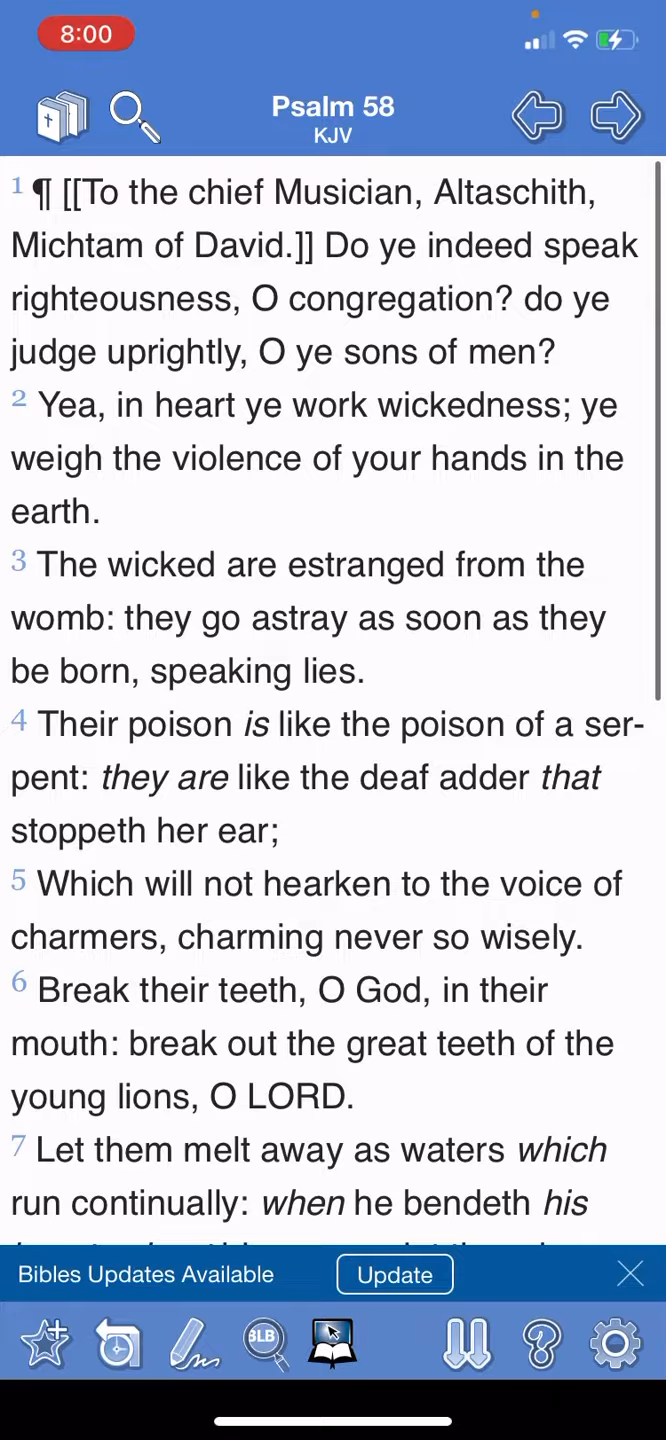 8:00
Psalm 58
KJV
1 ¶ [[To the chief Musician, Altaschith,
Michtam of David.]] Do ye indeed speak
righteousness, O congregation? do ye
judge uprightly, O ye sons of men?
2 Yea, in heart ye work wickedness; ye
weigh the violence of your hands in the
earth.
3 The wicked are estranged from the
womb: they go astray as soon as they
be born, speaking lies.
4 Their poison is like the poison of a ser-
pent: they are like the deaf adder that
stoppeth her ear;
5 Which will not hearken to the voice of
charmers, charming never so wisely.
6 Break their teeth, O God, in their
mouth: break out the great teeth of the
young lions, O LORD.
7 Let them melt away as waters which
run continually: when he bendeth his
Bibles Updates Available
Update
BLB